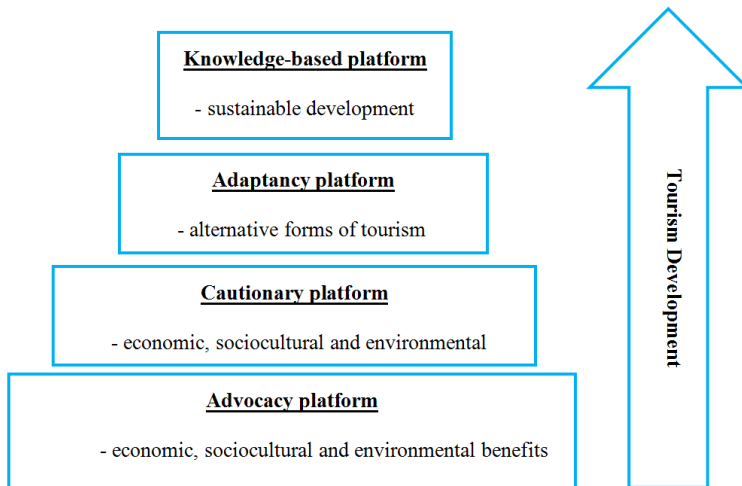 Knowledge-based platform
- sustainable development
Adaptancy platform
- alternative forms of tourism
Cautionary platform
- economic, sociocultural and environmental
Advocacy platform
- economic, sociocultural and environmental benefits
Tourism Development